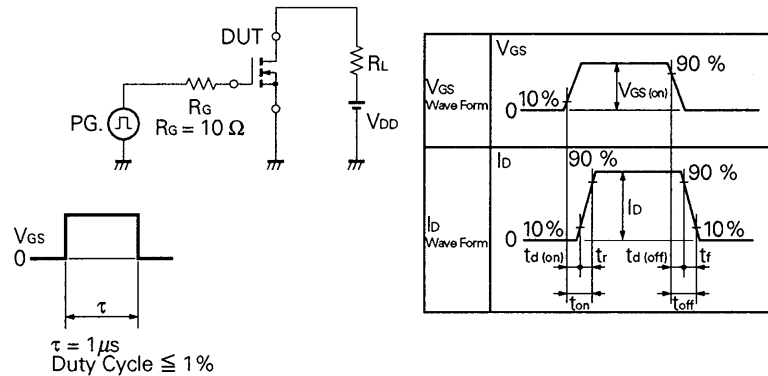 DUT
RL
RG
PG.
RG = 10 Ω
VDD
VGS
0
τ
τ = 1 μs
Duty Cycle ≦ 1%
VGS
Wave Form
VGS
90 %
10 %
VGS (on)
0
ID
Wave Form
ID
90 %
90 %
ID
10 %
10 %
0
td (on)
tr
td (off)
tf
ton
toff